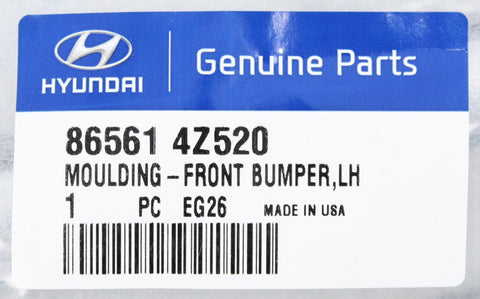 HYUNDAI
Genuine Parts
86561 4Z520
MOULDING-FRONT BUMPER,LH
1 PC EG26 MADE IN USA